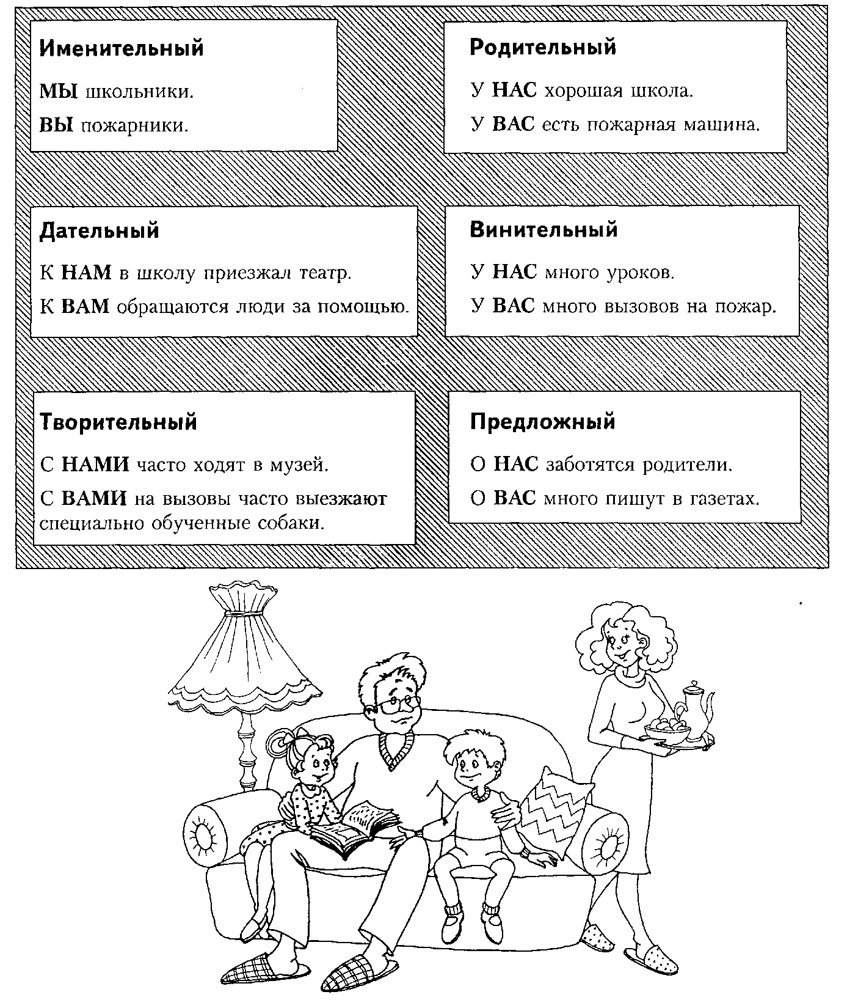 Именительный
МЫ школьники.
ВЫ пожарники.
Родительный
У НАС хорошая школа.
У ВАС есть пожарная машина.
Дательный
К НАМ в школу приезжал театр.
К ВАМ обращаются люди за помощью.
Винительный
У НАС много уроков.
У ВАС много вызовов на пожар.
Творительный
С НАМИ часто ходят в музей.
С ВАМИ на вызовы часто выезжают
специально обученные собаки.
Предложный
О НАС заботятся родители.
О ВАС много пишут в газетах.